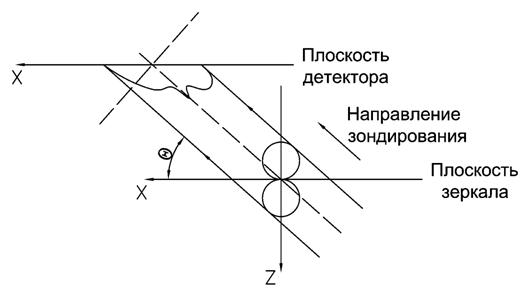 Плоскость
детектора
X
Направление
зондирования
Θ
Плоскость
зеркала
X
Z